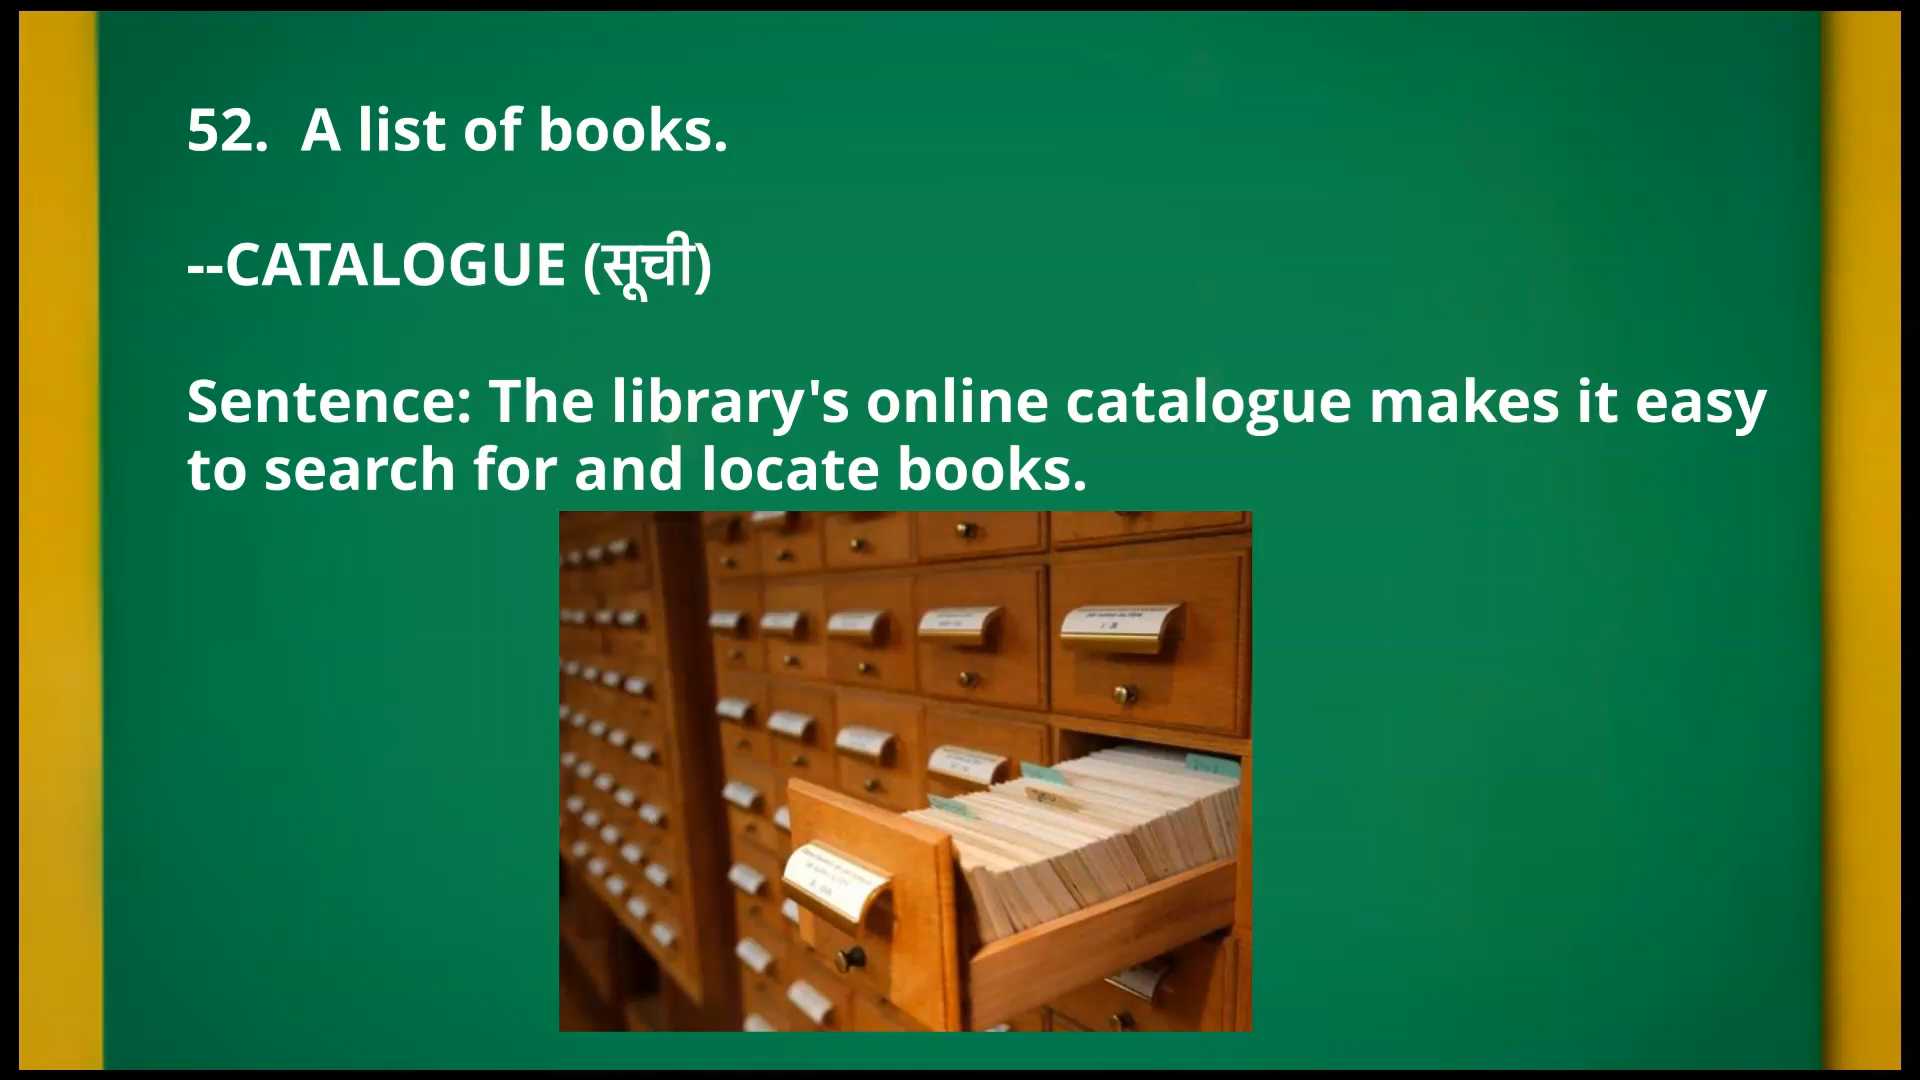 52. A list of books.
--CATALOGUE (सूची)
Sentence: The library's online catalogue makes it easy
to search for and locate books.